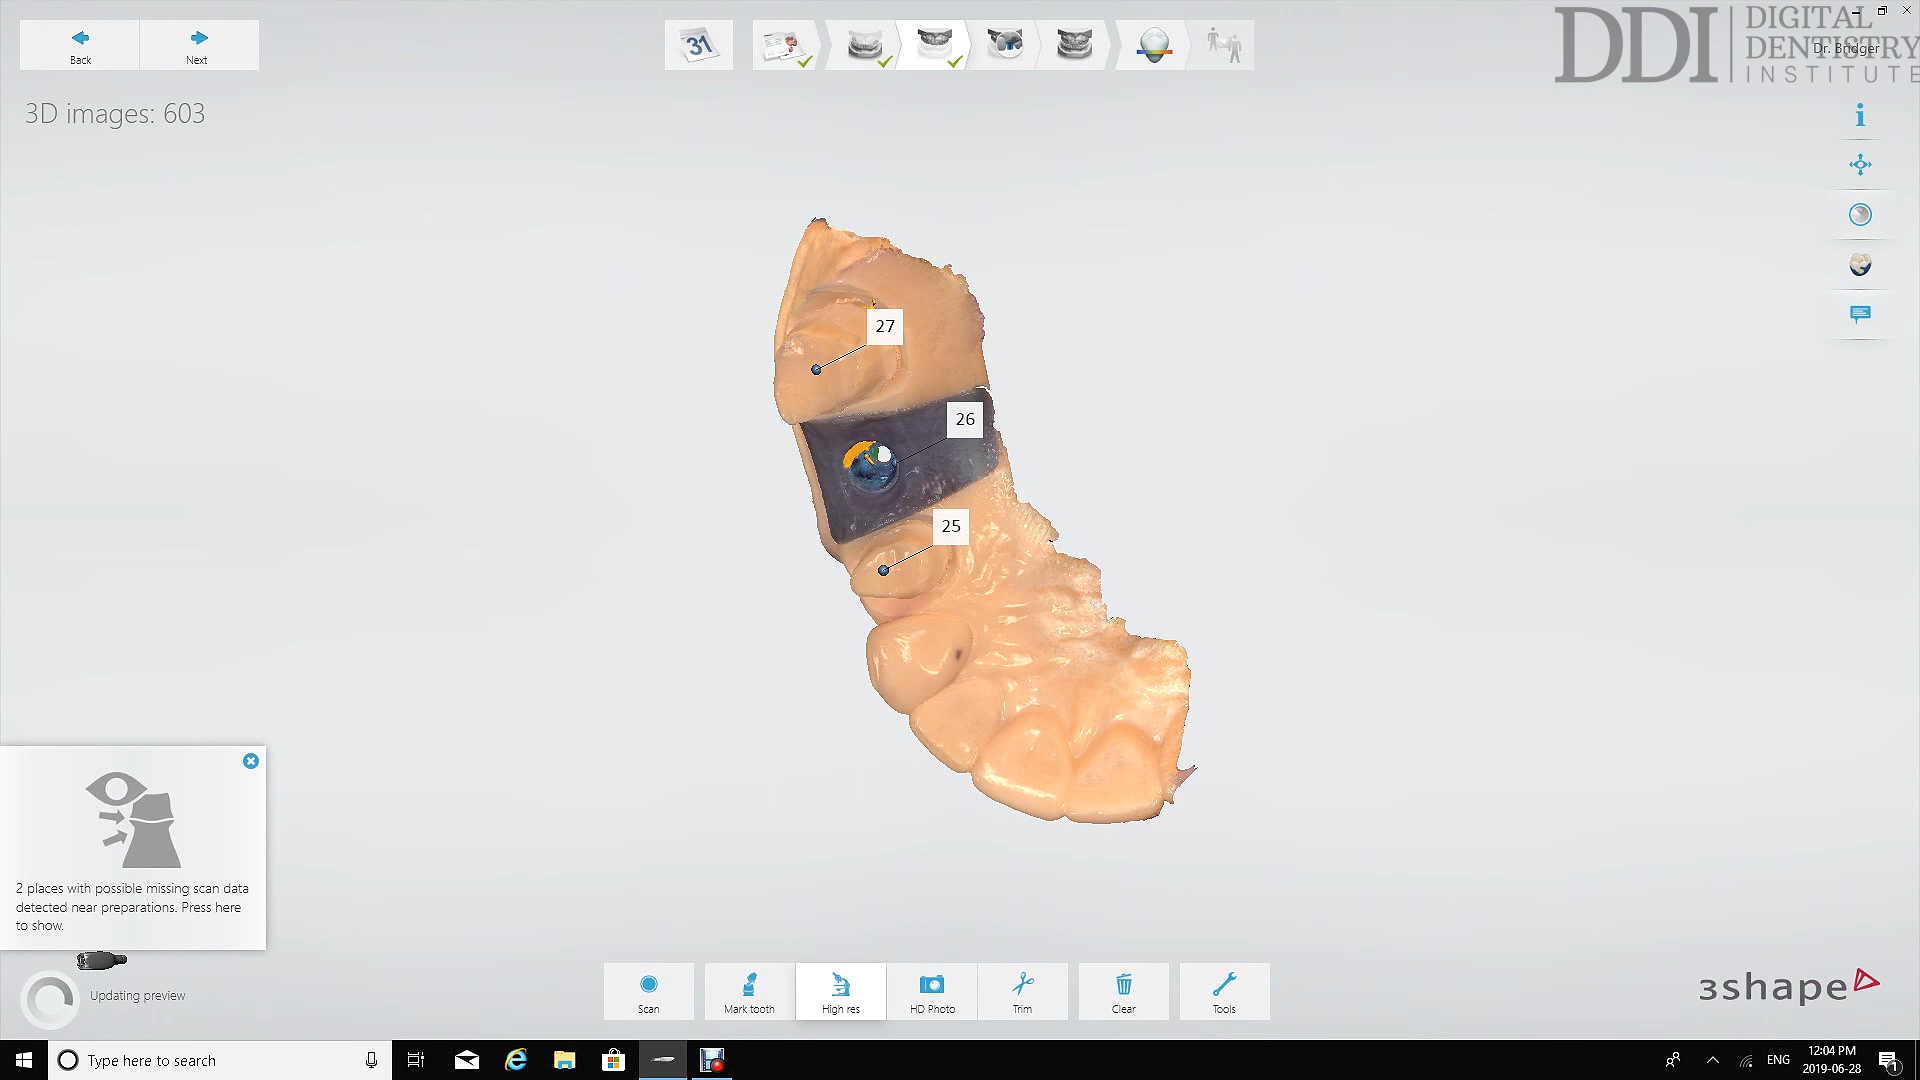 Back
Next
31
DDI
DIGITAL
DENTISTRY
INSTITUTE
Dr. Bridger
3D images: 603
27
26
25
2 places with possible missing scan data
detected near preparations. Press here
to show.
Updating preview
Scan
Mark tooth
High res
HD Photo
Trim
Clear
Tools
3shape
Type here to search
ENG
12:04 PM
2019-06-28
1